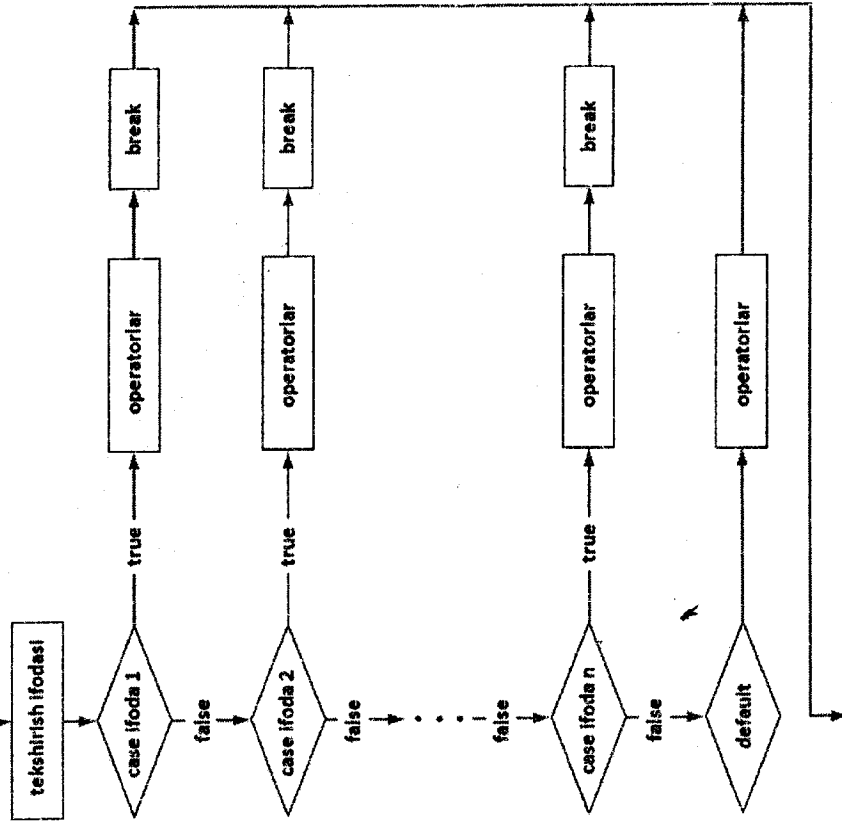 tekshirish ifodasi
case ifoda 1
true
operatorlar
break
false
case ifoda 2
true
operatorlar
break
false
false
case ifoda n
true
operatorlar
break
false
default
operatorlar